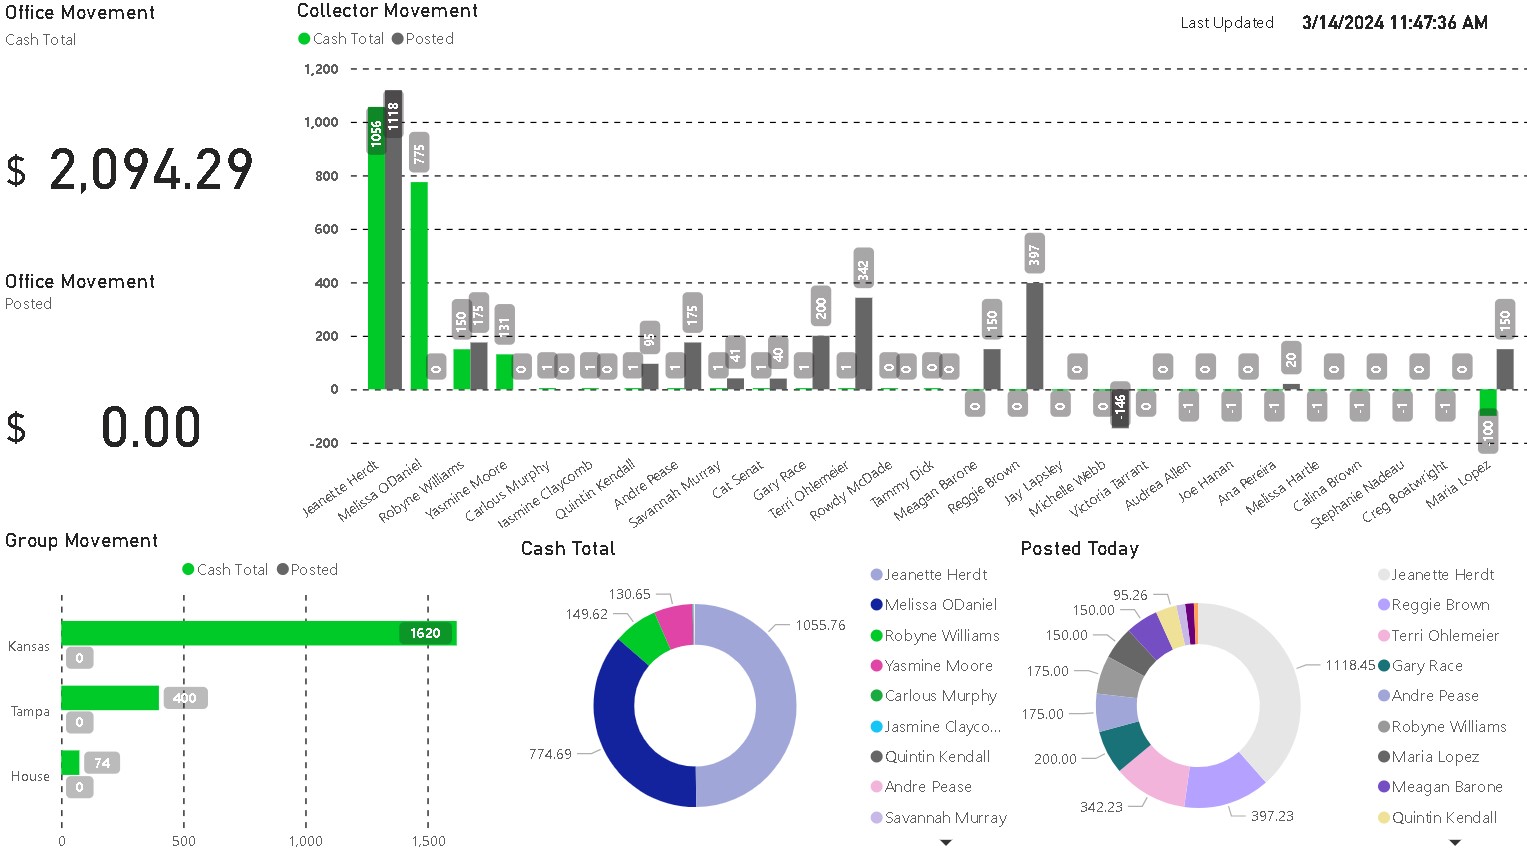 Office Movement
Cash Total
$ 2,094.29
Office Movement
Posted
$ 0.00
Collector Movement
Cash Total Posted
Last Updated 3/14/2024 11:47:36 AM
1,200
1,000
800
600
400
200
0
-200
1056 1118 775 0 150 175 131 0 1 0 1 0 1 95 1 175 1 41 1 40 1 200 1 342 0 0 0 0 0 150 0 397 0 0 0 -146 0 0 -1 0 -1 0 -1 20 -1 0 -1 0 -1 0 -1 0 -100 150
Jeanette Herdt
Melissa ODaniel
Robyne Williams
Yasmine Moore
Carlous Murphy
Jasmine Claycomb
Quintin Kendall
Andre Pease
Savannah Murray
Cat Senat
Gary Race
Terri Ohlemeier
Rowdy McDade
Tammy Dick
Meagan Barone
Reggie Brown
Jay Lapsley
Michelle Webb
Victoria Tarrant
Audrea Allen
Joe Hanan
Ana Pereira
Melissa Hartle
Calina Brown
Stephanie Nadeau
Creg Boatwright
Maria Lopez
Group Movement
Cash Total Posted
Kansas 1620
0
Tampa 400
0
House 74
0
0 500 1,000 1,500
Cash Total
130.65
149.62
1055.76
774.69
Jeanette Herdt
Melissa ODaniel
Robyne Williams
Yasmine Moore
Carlous Murphy
Jasmine Clayco...
Quintin Kendall
Andre Pease
Savannah Murray
Posted Today
95.26
150.00
150.00
175.00
175.00
200.00
342.23
397.23
1118.45
Jeanette Herdt
Reggie Brown
Terri Ohlemeier
Gary Race
Andre Pease
Robyne Williams
Maria Lopez
Meagan Barone
Quintin Kendall